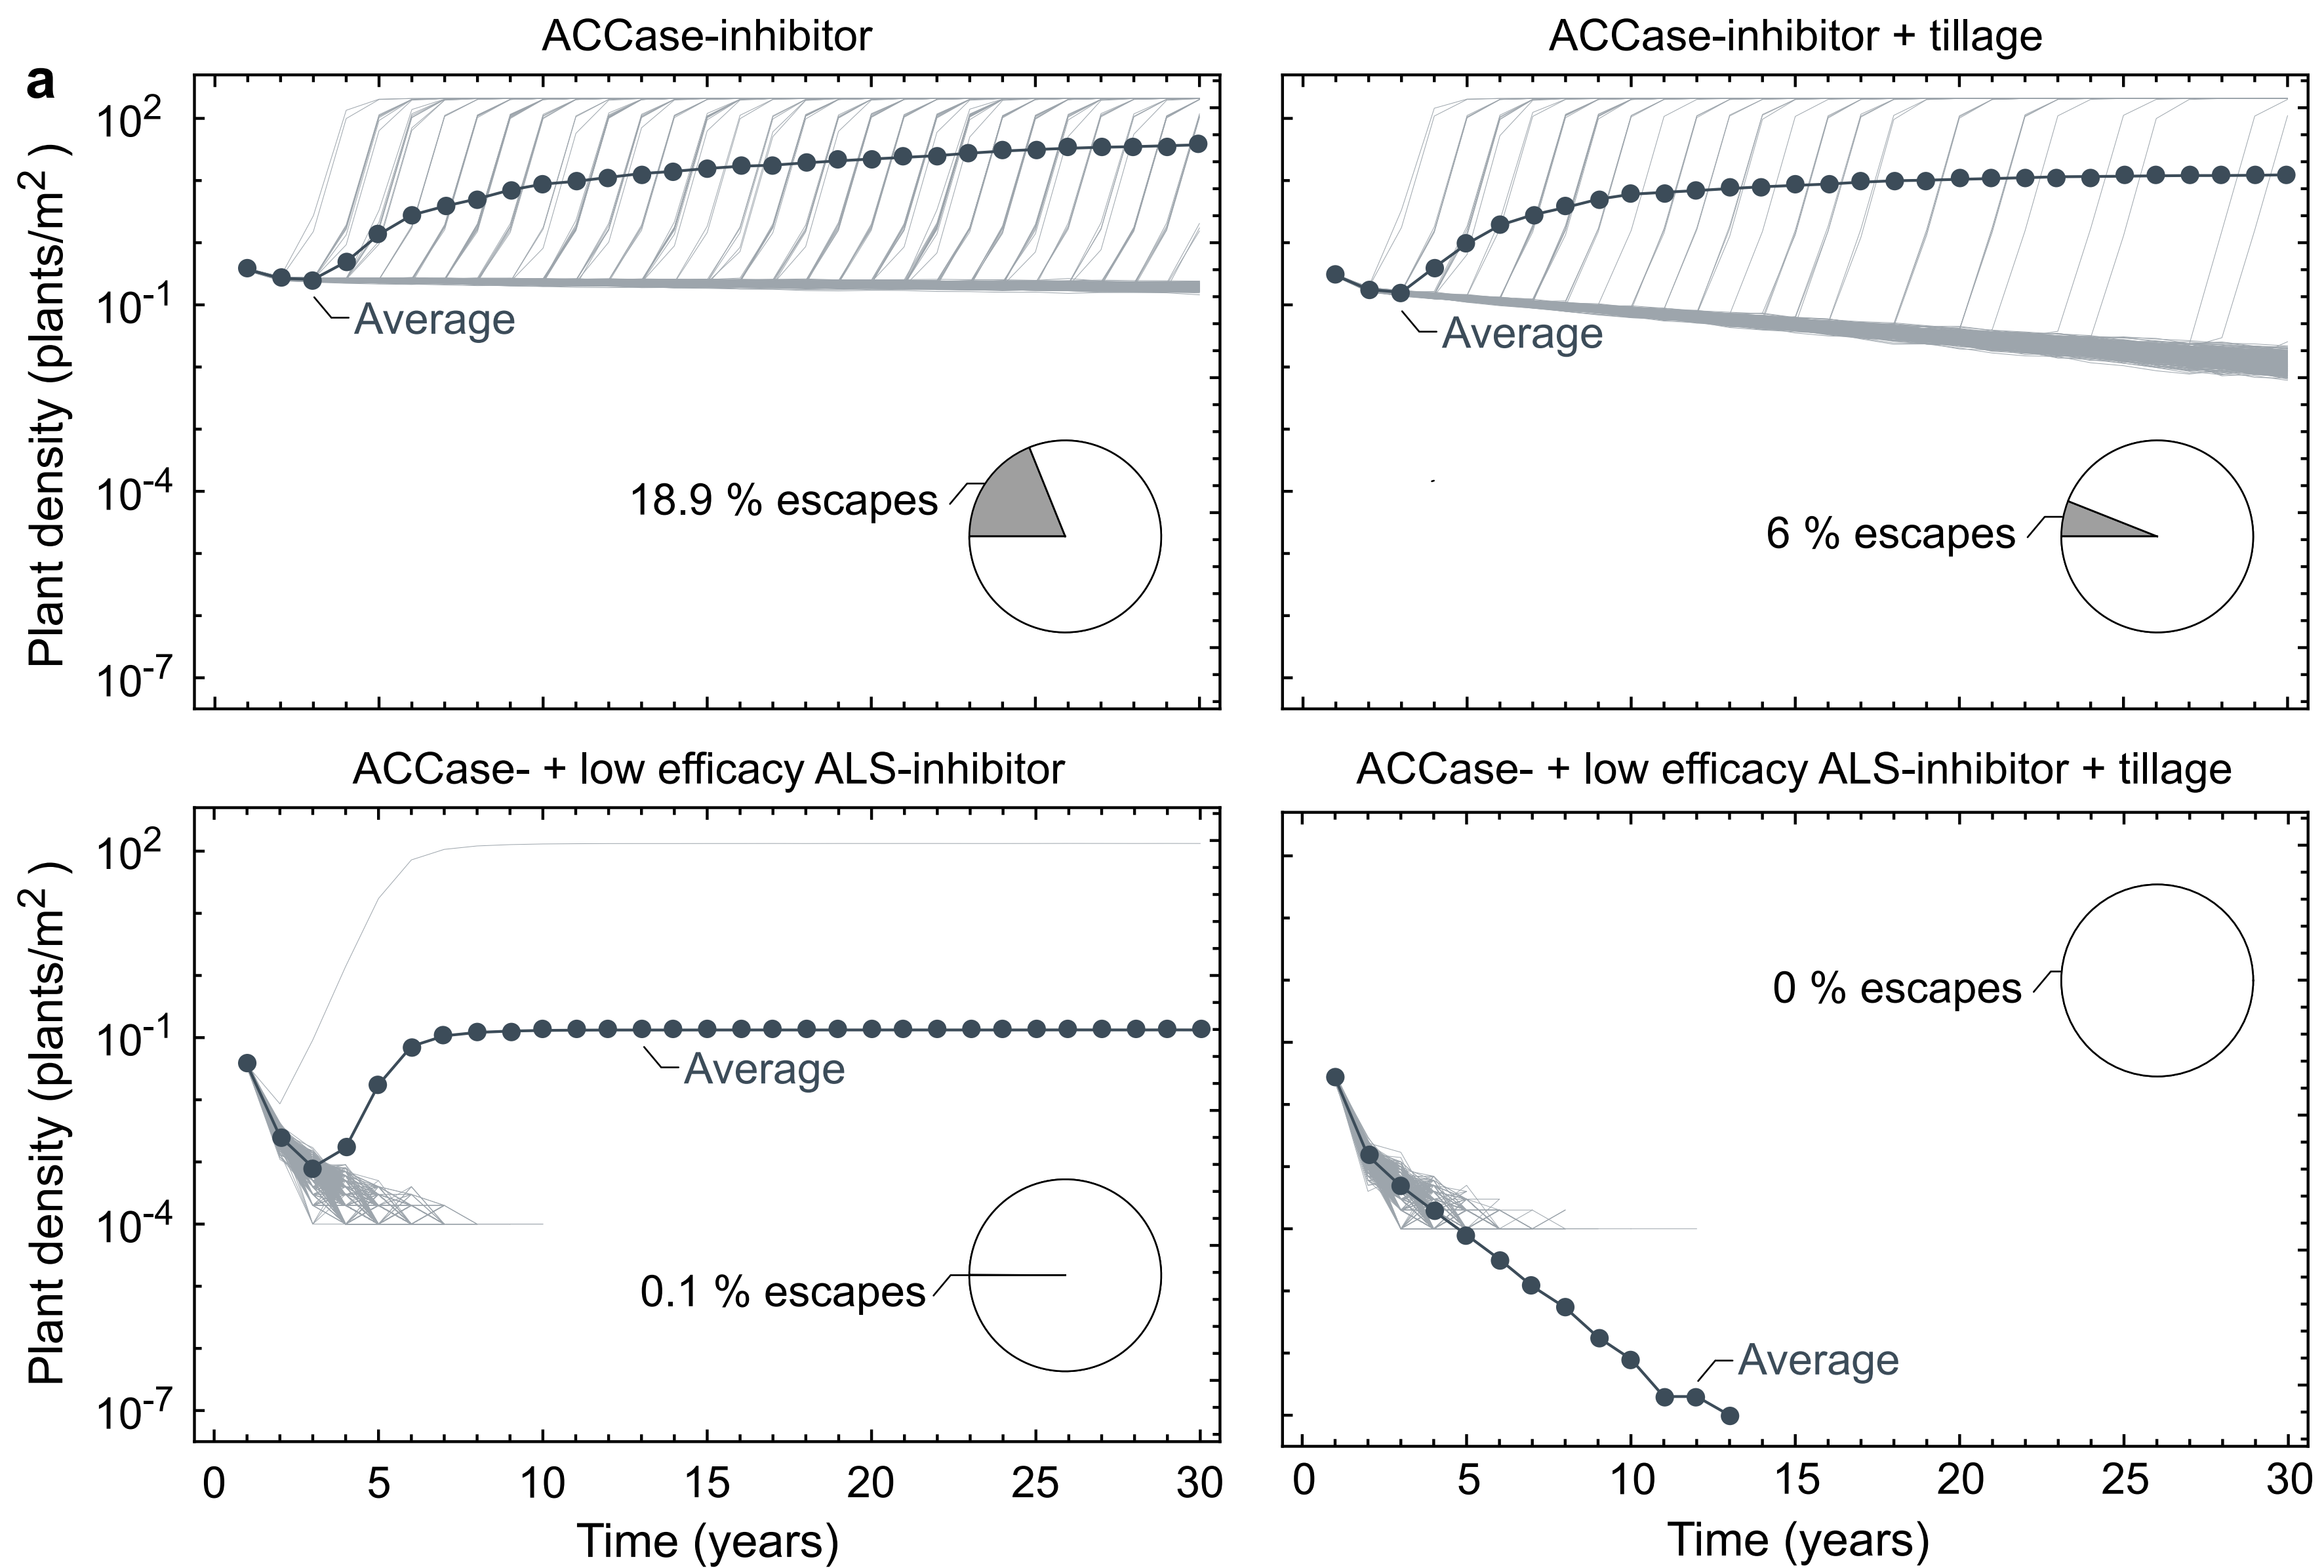 ACCase-inhibitor
ACCase-inhibitor + tillage
a
Plant density (plants/m²)
10²
10⁻¹
10⁻⁴
10⁻⁷
Average
18.9 % escapes
Average
6 % escapes
ACCase- + low efficacy ALS-inhibitor
ACCase- + low efficacy ALS-inhibitor + tillage
Plant density (plants/m²)
10²
10⁻¹
10⁻⁴
10⁻⁷
Average
0.1 % escapes
0 % escapes
Average
0 5 10 15 20 25 30
0 5 10 15 20 25 30
Time (years)
Time (years)